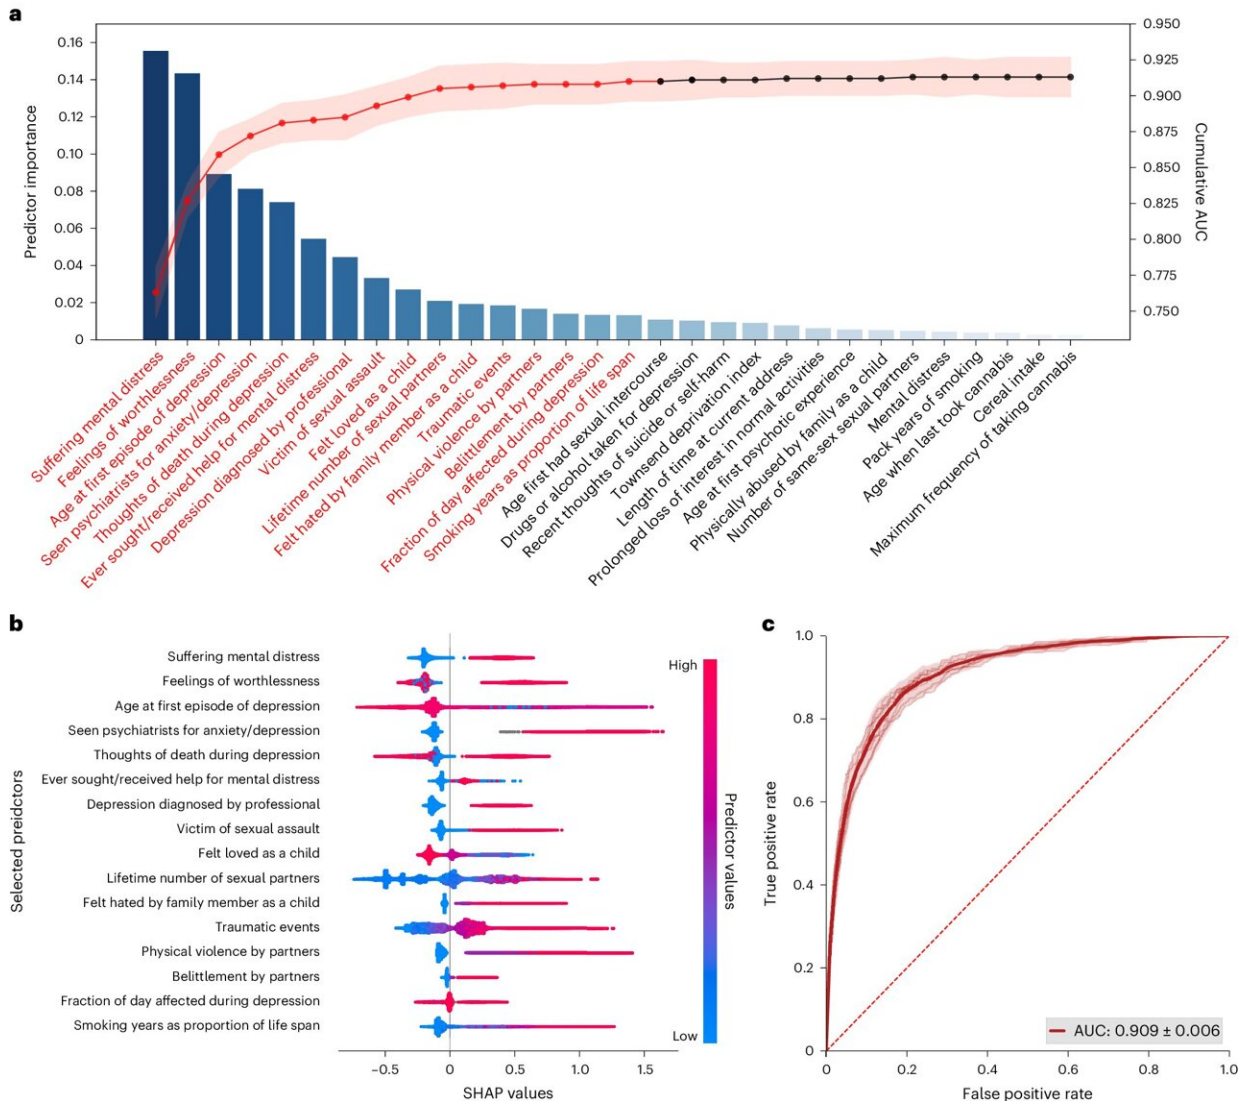 a
0.16
0.14
0.12
0.10
0.08
0.06
0.04
0.02
0
Predictor importance
0.950
0.925
0.900
0.875
0.850
0.825
0.800
0.775
0.750
Cumulative AUC
Suffering mental distress
Feelings of worthlessness
Age at first episode of depression
Seen psychiatrists for anxiety/depression
Thoughts of death during depression
Ever sought/received help for mental distress
Depression diagnosed by professional
Victim of sexual assault
Felt loved as a child
Lifetime number of sexual partners
Felt hated by family member as a child
Traumatic events
Physical violence by partners
Belittlement by partners
Fraction of day affected during depression
Smoking years as proportion of life span
Age first had sexual intercourse
Drugs or alcohol taken for depression
Recent thoughts of suicide or self-harm
Townsend deprivation index
Length of time at current address
Prolonged loss of interest in normal activities
Age at first psychotic experience
Physically abused by family as a child
Number of same-sex sexual partners
Mental distress
Pack years of smoking
Age when last took cannabis
Cereal intake
Maximum frequency of taking cannabis
b
Selected preidctors
Suffering mental distress
Feelings of worthlessness
Age at first episode of depression
Seen psychiatrists for anxiety/depression
Thoughts of death during depression
Ever sought/received help for mental distress
Depression diagnosed by professional
Victim of sexual assault
Felt loved as a child
Lifetime number of sexual partners
Felt hated by family member as a child
Traumatic events
Physical violence by partners
Belittlement by partners
Fraction of day affected during depression
Smoking years as proportion of life span
−0.5 0 0.5 1.0 1.5
SHAP values
High
Predictor values
Low
c
1.0
0.8
0.6
0.4
0.2
0
True positive rate
AUC: 0.909 ± 0.006
0 0.2 0.4 0.6 0.8 1.0
False positive rate